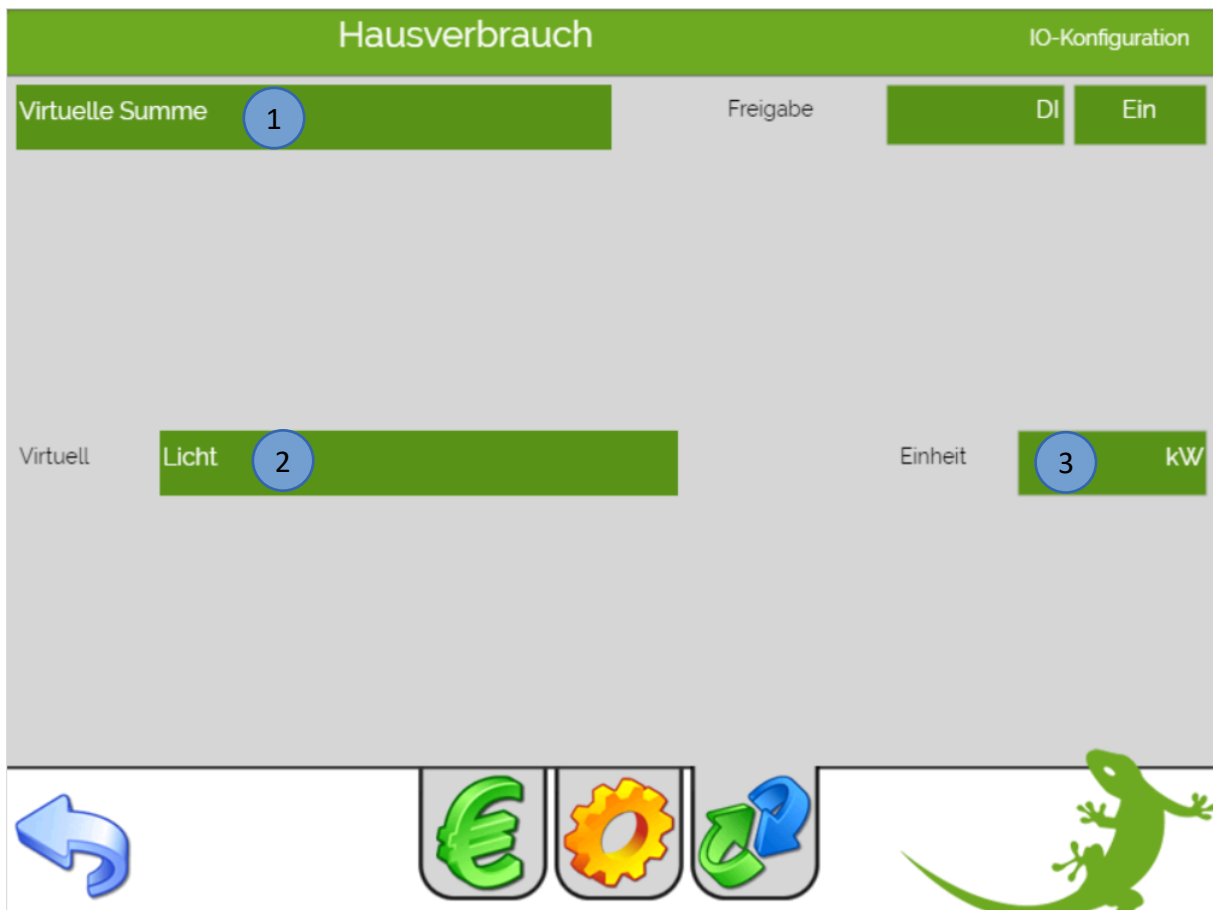 Hausverbrauch IO-Konfiguration
Virtuelle Summe 1 Freigabe DI Ein
Virtuell Licht 2 Einheit 3 kW